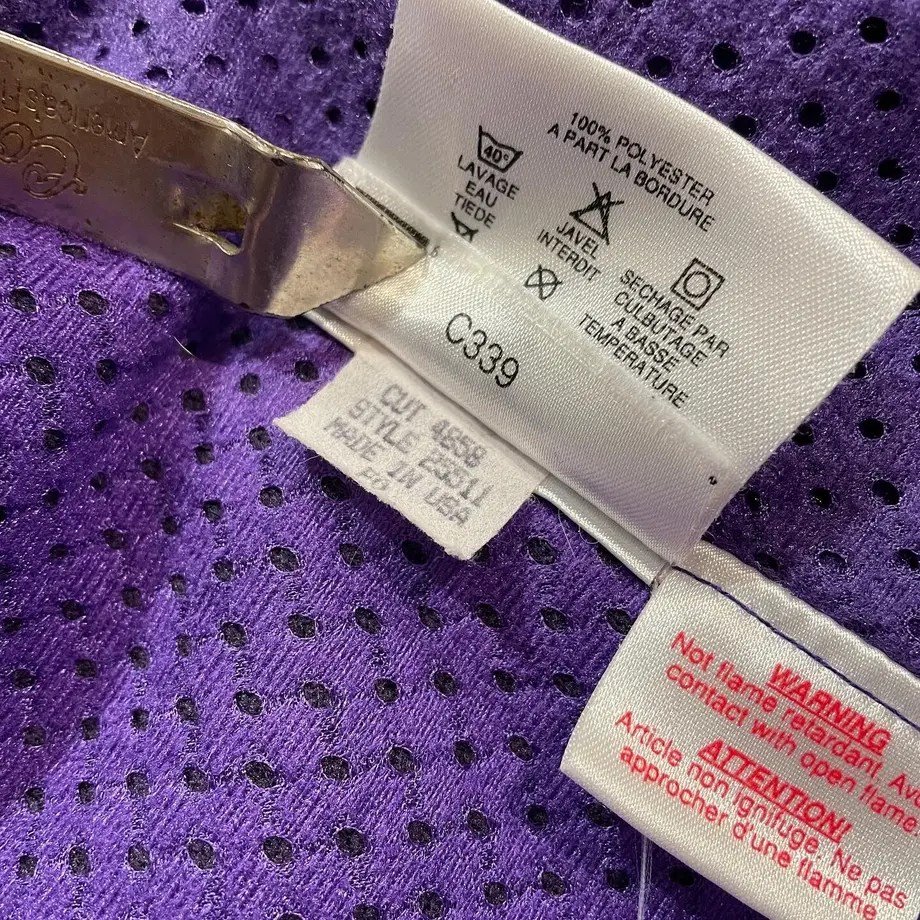 100% POLYESTER
A PART LA BORDURE
40°
LAVAGE
EAU
TIEDE
JAVEL
INTERDIT
SECHAGE PAR
CULBUTAGE
A BASSE
TEMPERATURE
C339
CUT 4658
STYLE 23511
MADE IN USA
WARNING
Not flame retardant. Av
contact with open flame
ATTENTION!
Article non ignifuge. Ne pas
approcher d'une flamme
America's